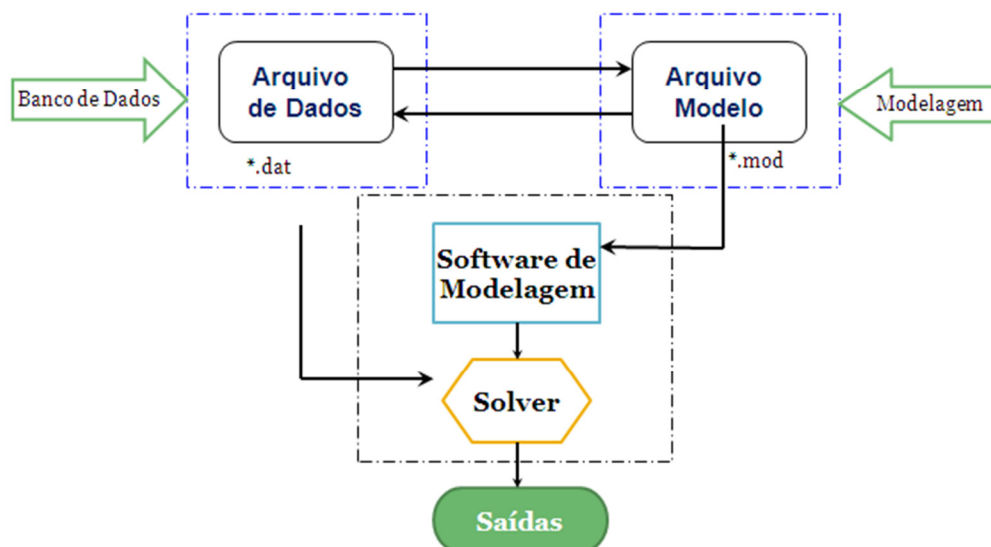 Banco de Dados
Arquivo
de Dados
*.dat
Arquivo
Modelo
*.mod
Modelagem
Software de
Modelagem
Solver
Saídas